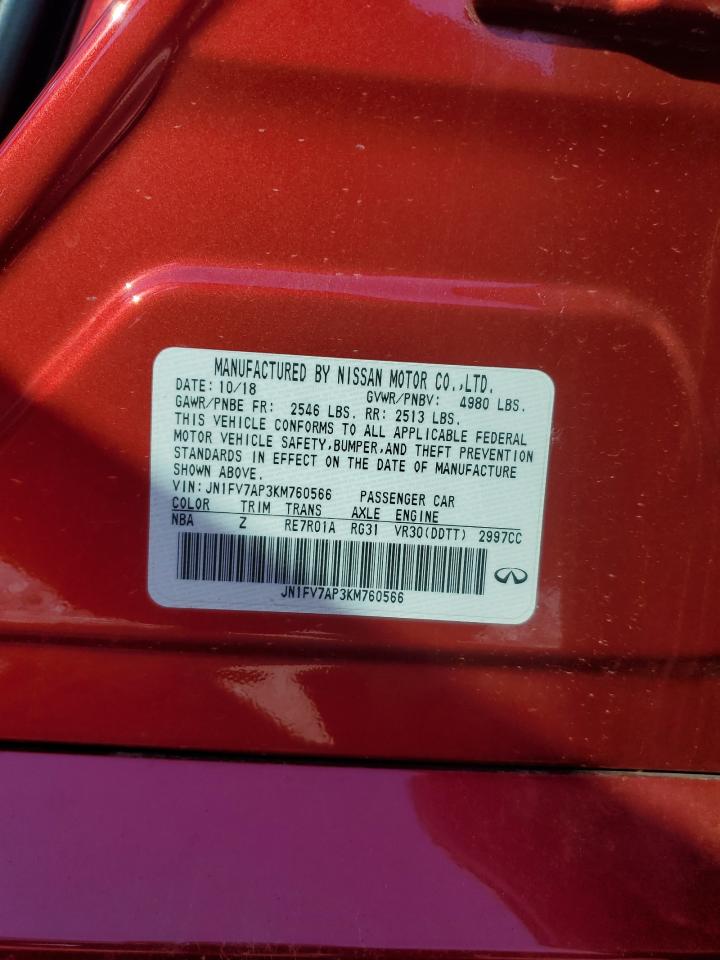 MANUFACTURED BY NISSAN MOTOR CO.,LTD.
DATE: 10/18 GVWR/PNBV: 4980 LBS.
GAWR/PNBE FR: 2546 LBS. RR: 2513 LBS.
THIS VEHICLE CONFORMS TO ALL APPLICABLE FEDERAL
MOTOR VEHICLE SAFETY,BUMPER,AND THEFT PREVENTION
STANDARDS IN EFFECT ON THE DATE OF MANUFACTURE
SHOWN ABOVE.
VIN: JN1FV7AP3KM760566 PASSENGER CAR
COLOR TRIM TRANS AXLE ENGINE
NBA Z RE7R01A RG31 VR30(DDTT) 2997CC
JN1FV7AP3KM760566